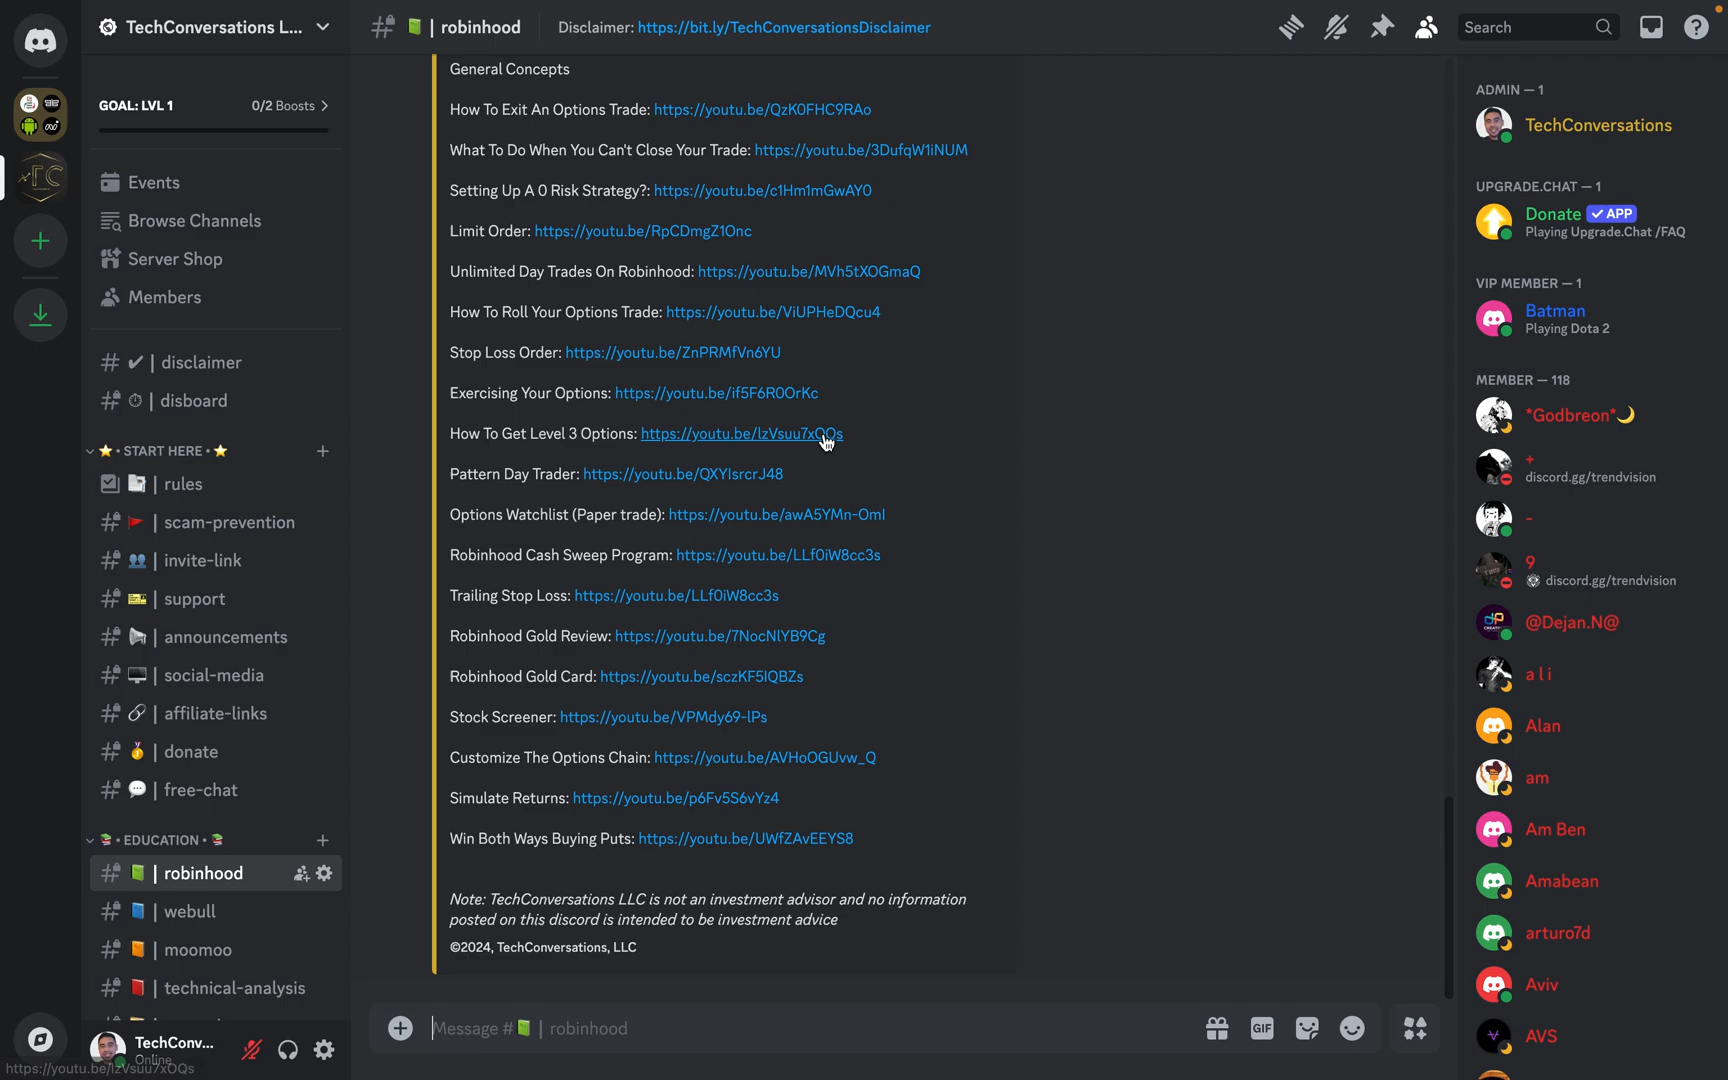 TechConversations L...
GOAL: LVL 1
0/2 Boosts
Events
Browse Channels
Server Shop
Members
# ✔ | disclaimer
# ⏱ | disboard
⭐ • START HERE • ⭐
| rules
# 🚩 | scam-prevention
# 👥 | invite-link
# 🎫 | support
# 📢 | announcements
# 🖥 | social-media
# 🔗 | affiliate-links
# 🏅 | donate
# 💬 | free-chat
📚 • EDUCATION • 📚
# 📗 | robinhood
# 📘 | webull
# 📙 | moomoo
# 📕 | technical-analysis
TechConv...
Online
https://youtu.be/lzVsuu7xOQs
# 📗 | robinhood
Disclaimer: https://bit.ly/TechConversationsDisclaimer
Search
General Concepts
How To Exit An Options Trade: https://youtu.be/QzK0FHC9RAo
What To Do When You Can't Close Your Trade: https://youtu.be/3DufqW1iNUM
Setting Up A 0 Risk Strategy?: https://youtu.be/c1Hm1mGwAY0
Limit Order: https://youtu.be/RpCDmgZ1Onc
Unlimited Day Trades On Robinhood: https://youtu.be/MVh5tXOGmaQ
How To Roll Your Options Trade: https://youtu.be/ViUPHeDQcu4
Stop Loss Order: https://youtu.be/ZnPRMfVn6YU
Exercising Your Options: https://youtu.be/if5F6R0OrKc
How To Get Level 3 Options: https://youtu.be/lzVsuu7xOQs
Pattern Day Trader: https://youtu.be/QXYIsrcrJ48
Options Watchlist (Paper trade): https://youtu.be/awA5YMn-OmI
Robinhood Cash Sweep Program: https://youtu.be/LLf0iW8cc3s
Trailing Stop Loss: https://youtu.be/LLf0iW8cc3s
Robinhood Gold Review: https://youtu.be/7NocNlYB9Cg
Robinhood Gold Card: https://youtu.be/sczKF5IQBZs
Stock Screener: https://youtu.be/VPMdy69-lPs
Customize The Options Chain: https://youtu.be/AVHoOGUvw_Q
Simulate Returns: https://youtu.be/p6Fv5S6vYz4
Win Both Ways Buying Puts: https://youtu.be/UWfZAvEEYS8
Note: TechConversations LLC is not an investment advisor and no information
posted on this discord is intended to be investment advice
©2024, TechConversations, LLC
Message #📗 | robinhood
GIF
ADMIN — 1
TechConversations
UPGRADE.CHAT — 1
Donate ✓ APP
Playing Upgrade.Chat /FAQ
VIP MEMBER — 1
Batman
Playing Dota 2
MEMBER — 118
*Godbreon*🌙
+
discord.gg/trendvision
-
9
discord.gg/trendvision
@Dejan.N@
a l i
Alan
am
Am Ben
Amabean
arturo7d
Aviv
AVS